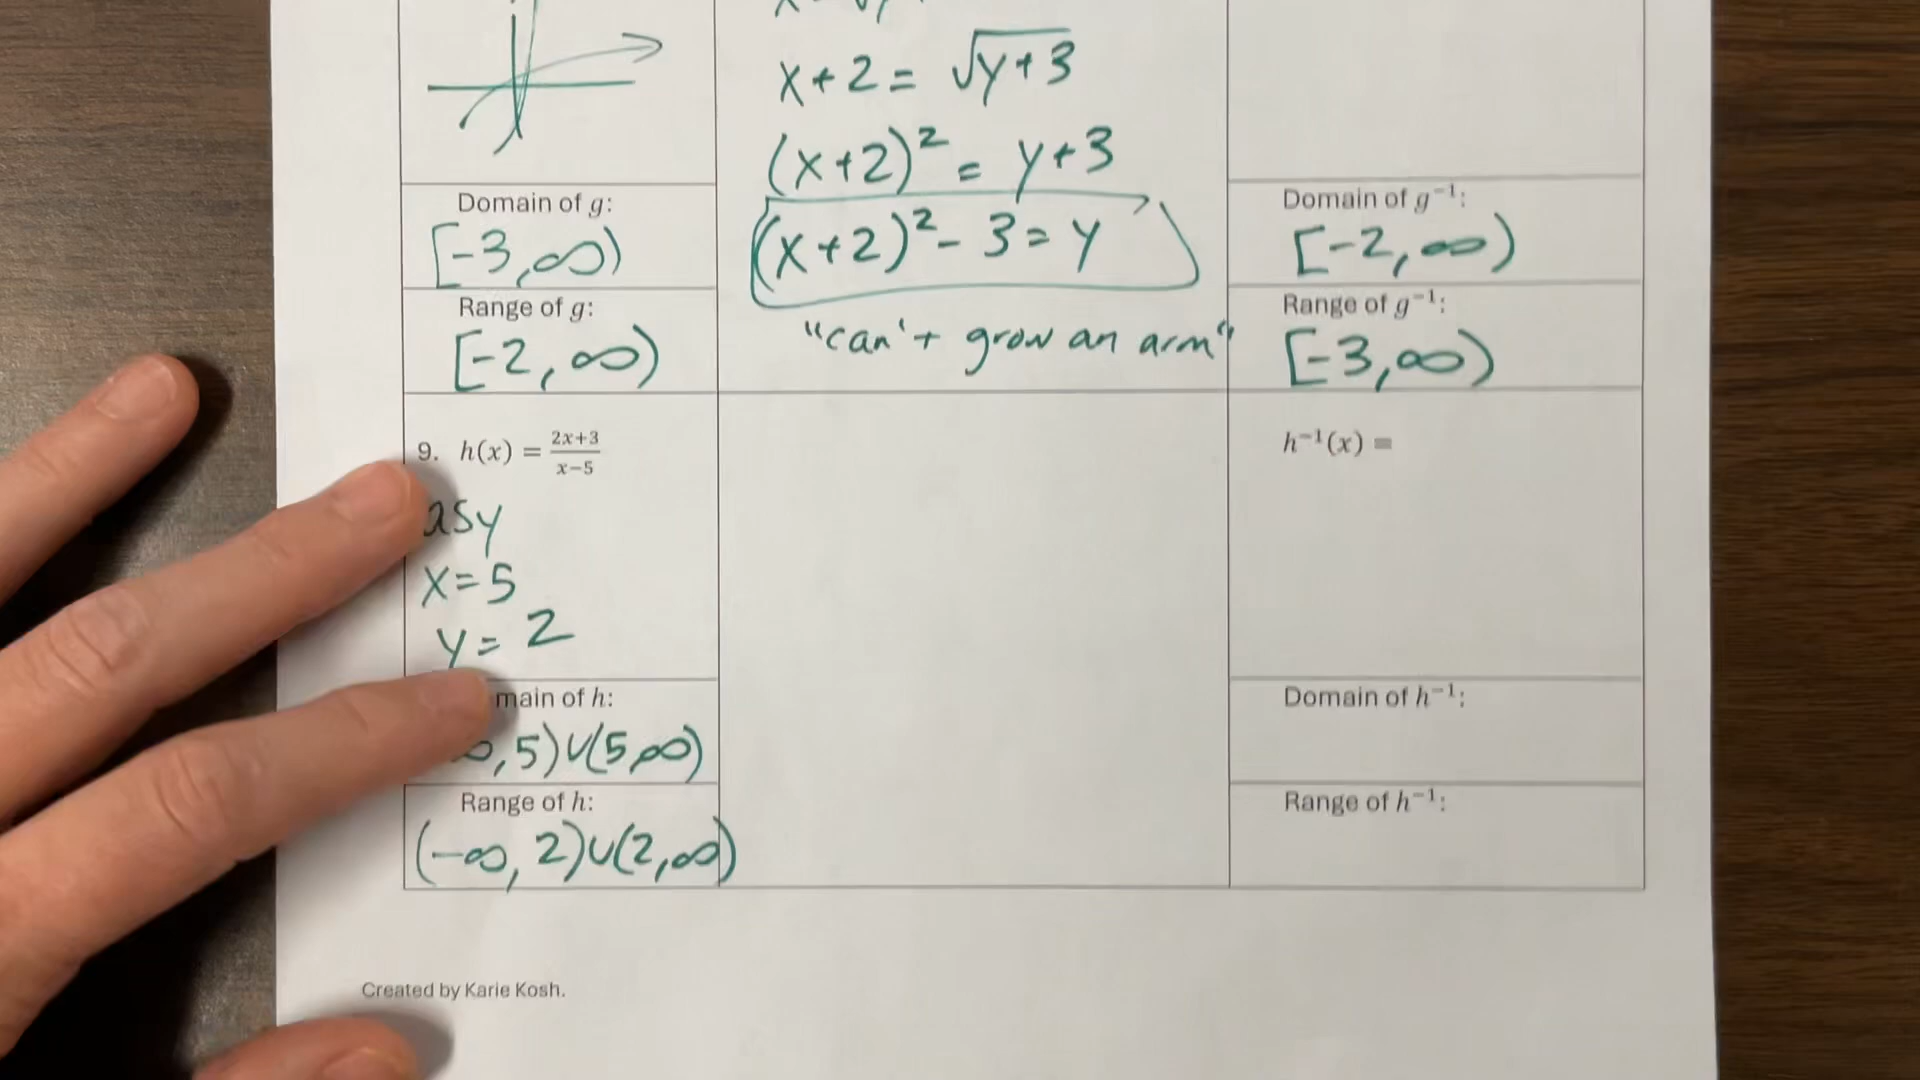 x+2 = √y+3
(x+2)² = y+3
(x+2)² - 3 = y
"can't grow an arm"
Domain of g:
[-3,∞)
Range of g:
[-2,∞)
Domain of g⁻¹:
[-2,∞)
Range of g⁻¹:
[-3,∞)
9. h(x) = 2x+3/x−5
asy
x=5
y= 2
main of h:
,5)∪(5,∞)
Range of h:
(-∞, 2)∪(2,∞)
h⁻¹(x) =
Domain of h⁻¹:
Range of h⁻¹:
Created by Karie Kosh.